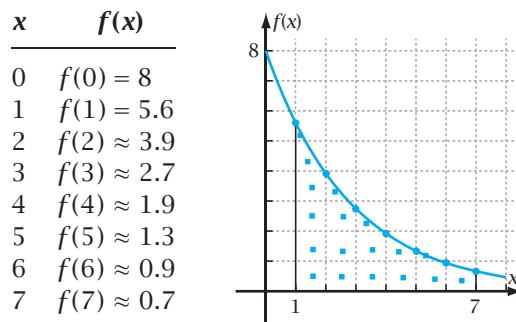 x f(x)
0 f(0) = 8
1 f(1) = 5.6
2 f(2) ≈ 3.9
3 f(3) ≈ 2.7
4 f(4) ≈ 1.9
5 f(5) ≈ 1.3
6 f(6) ≈ 0.9
7 f(7) ≈ 0.7
f(x)
8
x
1 7